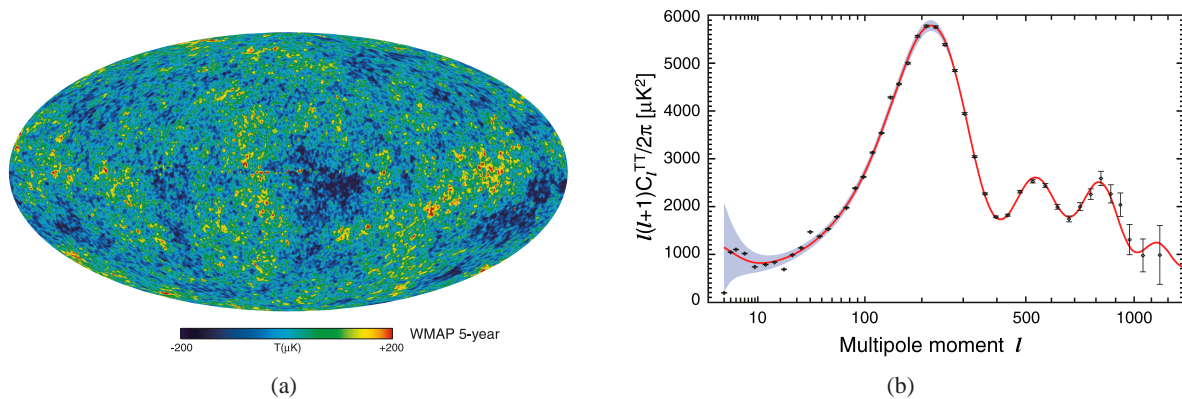 WMAP 5-year
-200
T(μK)
+200
(a)
6000
5000
4000
3000
2000
1000
0
l(l+1)C_l^TT/2π [μK²]
10
100
500
1000
Multipole moment l
(b)